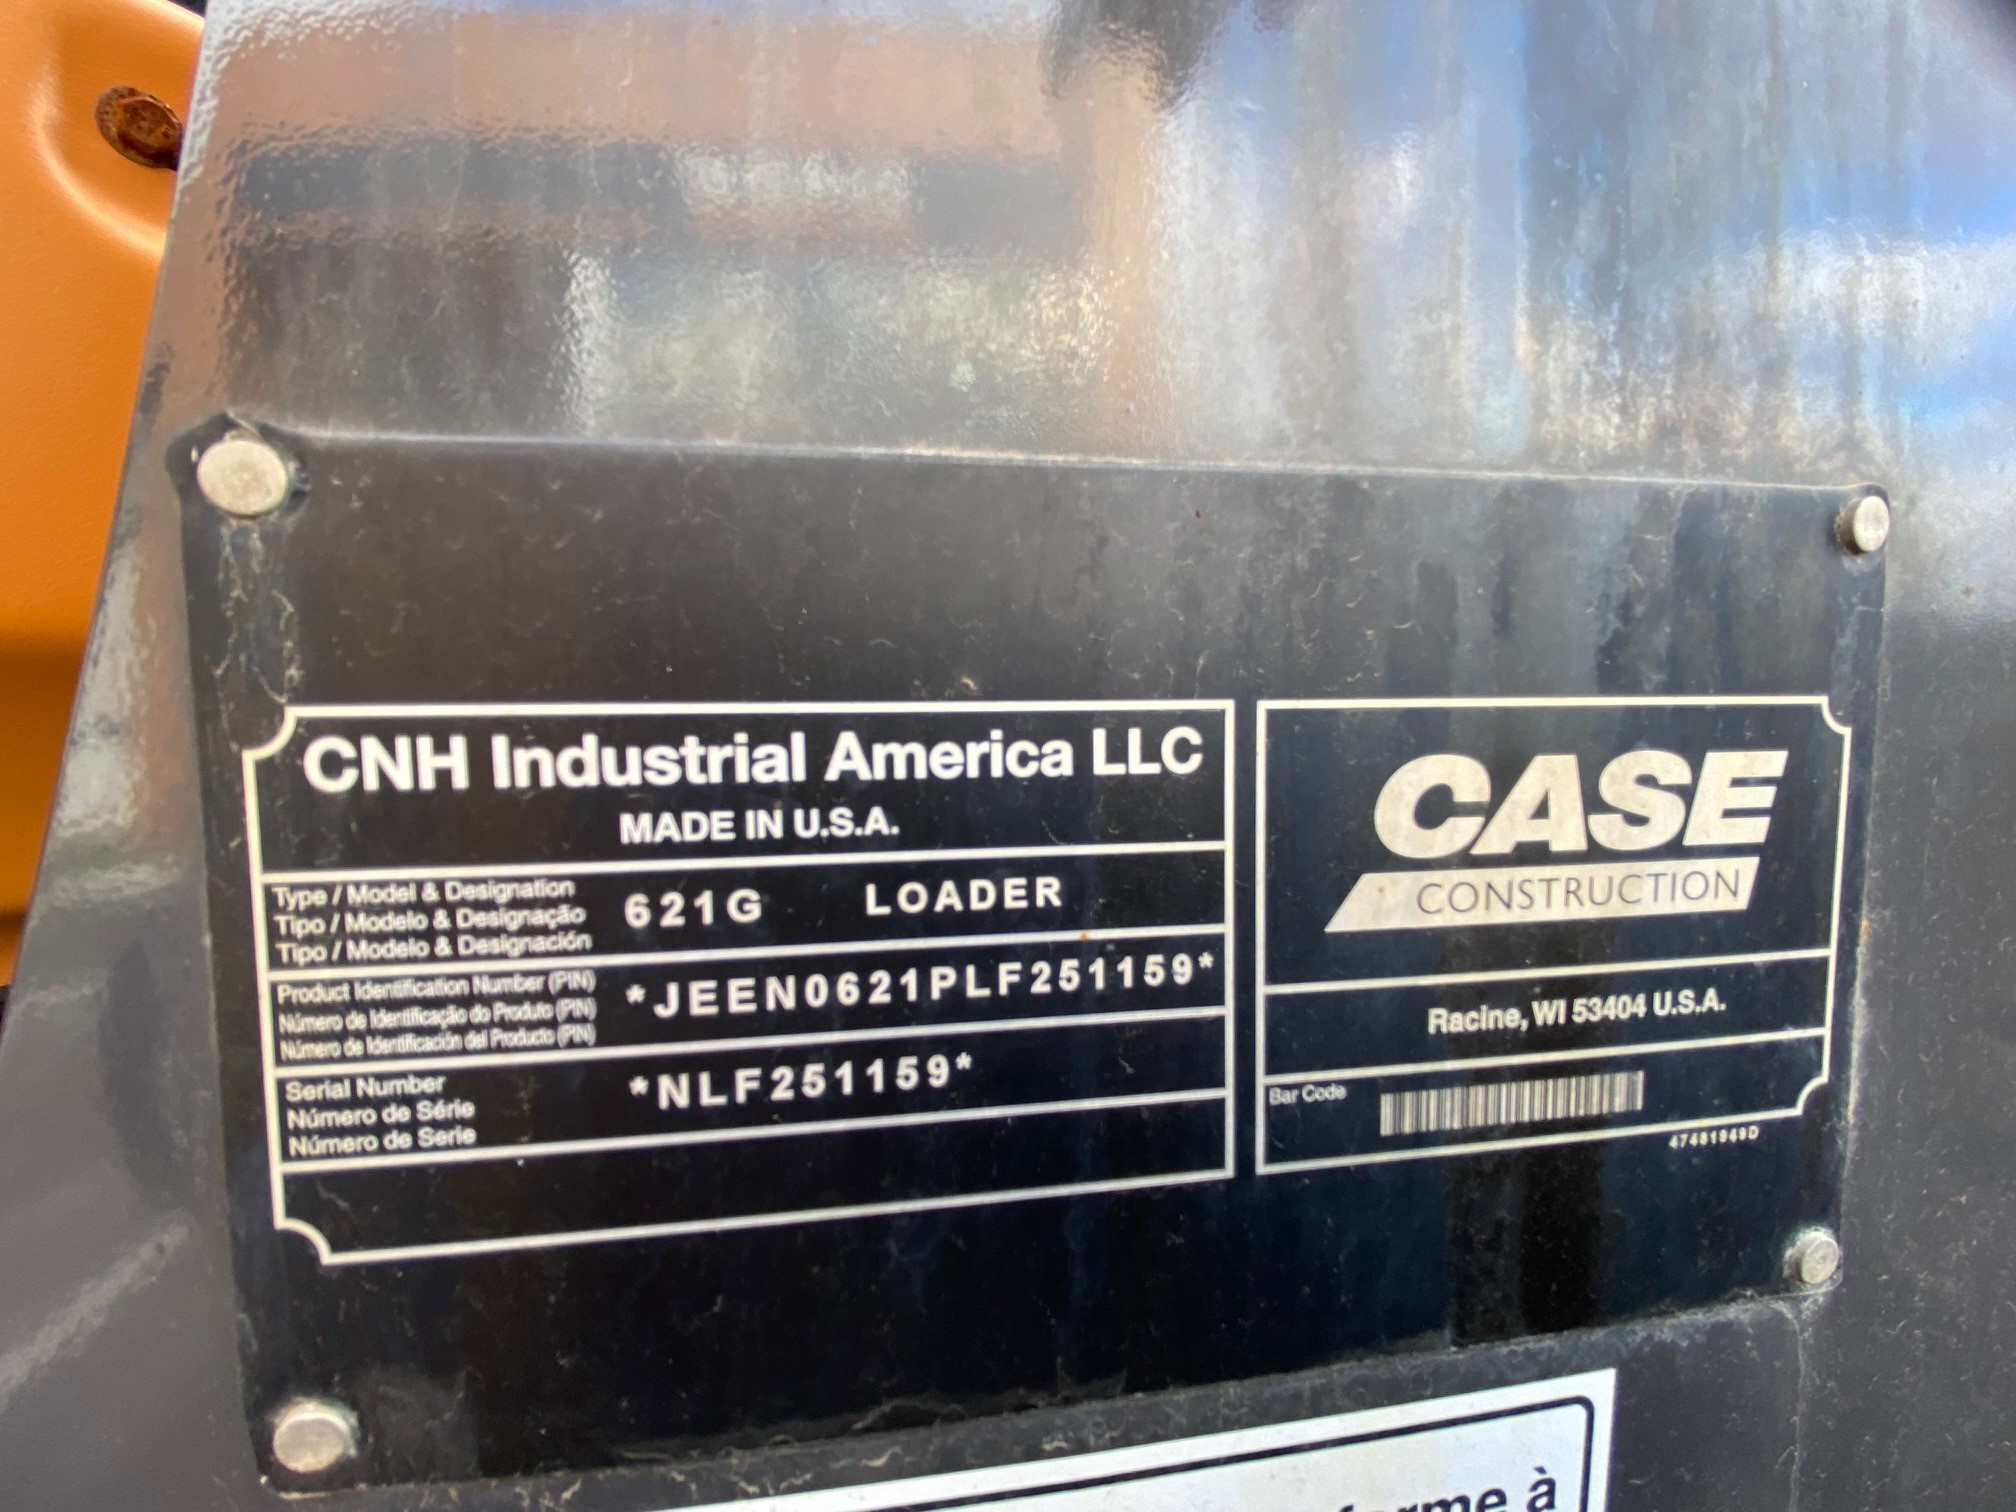 CNH Industrial America LLC
MADE IN U.S.A.
Type / Model & Designation
Tipo / Modelo & Designação
Tipo / Modelo & Designación
621G LOADER
Product Identification Number (PIN)
Número de Identificação do Produto (PIN)
Número de Identificación del Producto (PIN)
*JEEN0621PLF251159*
Serial Number
Número de Série
Número de Serie
*NLF251159*
CASE
CONSTRUCTION
Racine, WI 53404 U.S.A.
Bar Code
47481949D
à